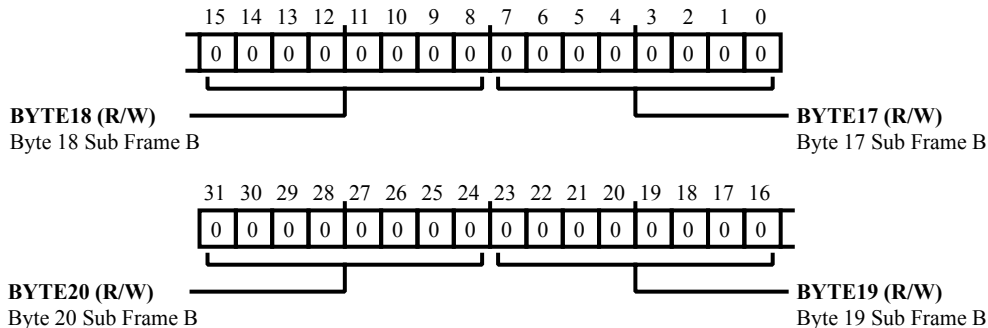 15 14 13 12 11 10 9 8 7 6 5 4 3 2 1 0
0 0 0 0 0 0 0 0 0 0 0 0 0 0 0 0
BYTE18 (R/W) BYTE17 (R/W)
Byte 18 Sub Frame B Byte 17 Sub Frame B
31 30 29 28 27 26 25 24 23 22 21 20 19 18 17 16
0 0 0 0 0 0 0 0 0 0 0 0 0 0 0 0
BYTE20 (R/W) BYTE19 (R/W)
Byte 20 Sub Frame B Byte 19 Sub Frame B